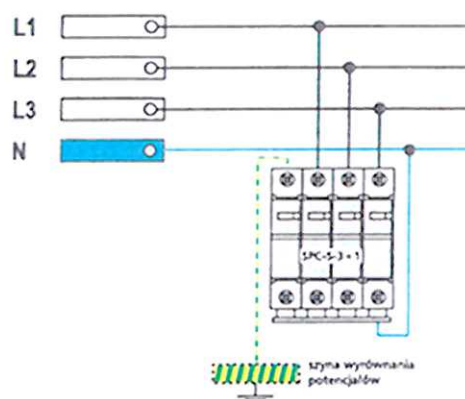 L1
L2
L3
N
SPC-S-3+1
szyna wyrównania
potencjałów